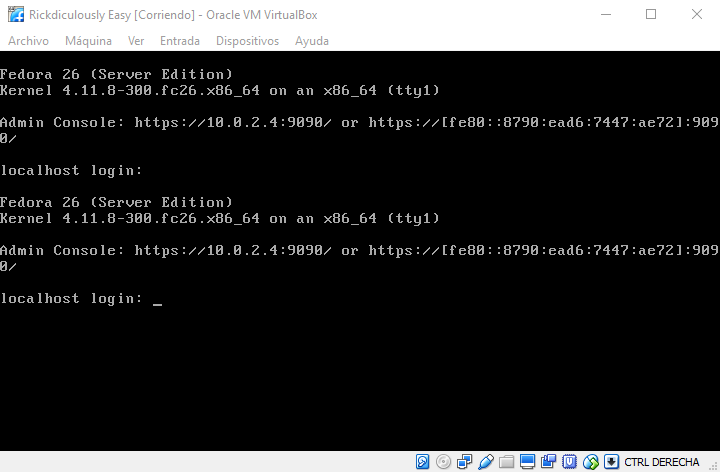 Rickdiculously Easy [Corriendo] - Oracle VM VirtualBox
Archivo Máquina Ver Entrada Dispositivos Ayuda
Fedora 26 (Server Edition)
Kernel 4.11.8-300.fc26.x86_64 on an x86_64 (tty1)
Admin Console: https://10.0.2.4:9090/ or https://[fe80::8790:ead6:7447:ae72]:909
0/
localhost login:
Fedora 26 (Server Edition)
Kernel 4.11.8-300.fc26.x86_64 on an x86_64 (tty1)
Admin Console: https://10.0.2.4:9090/ or https://[fe80::8790:ead6:7447:ae72]:909
0/
localhost login: _
CTRL DERECHA